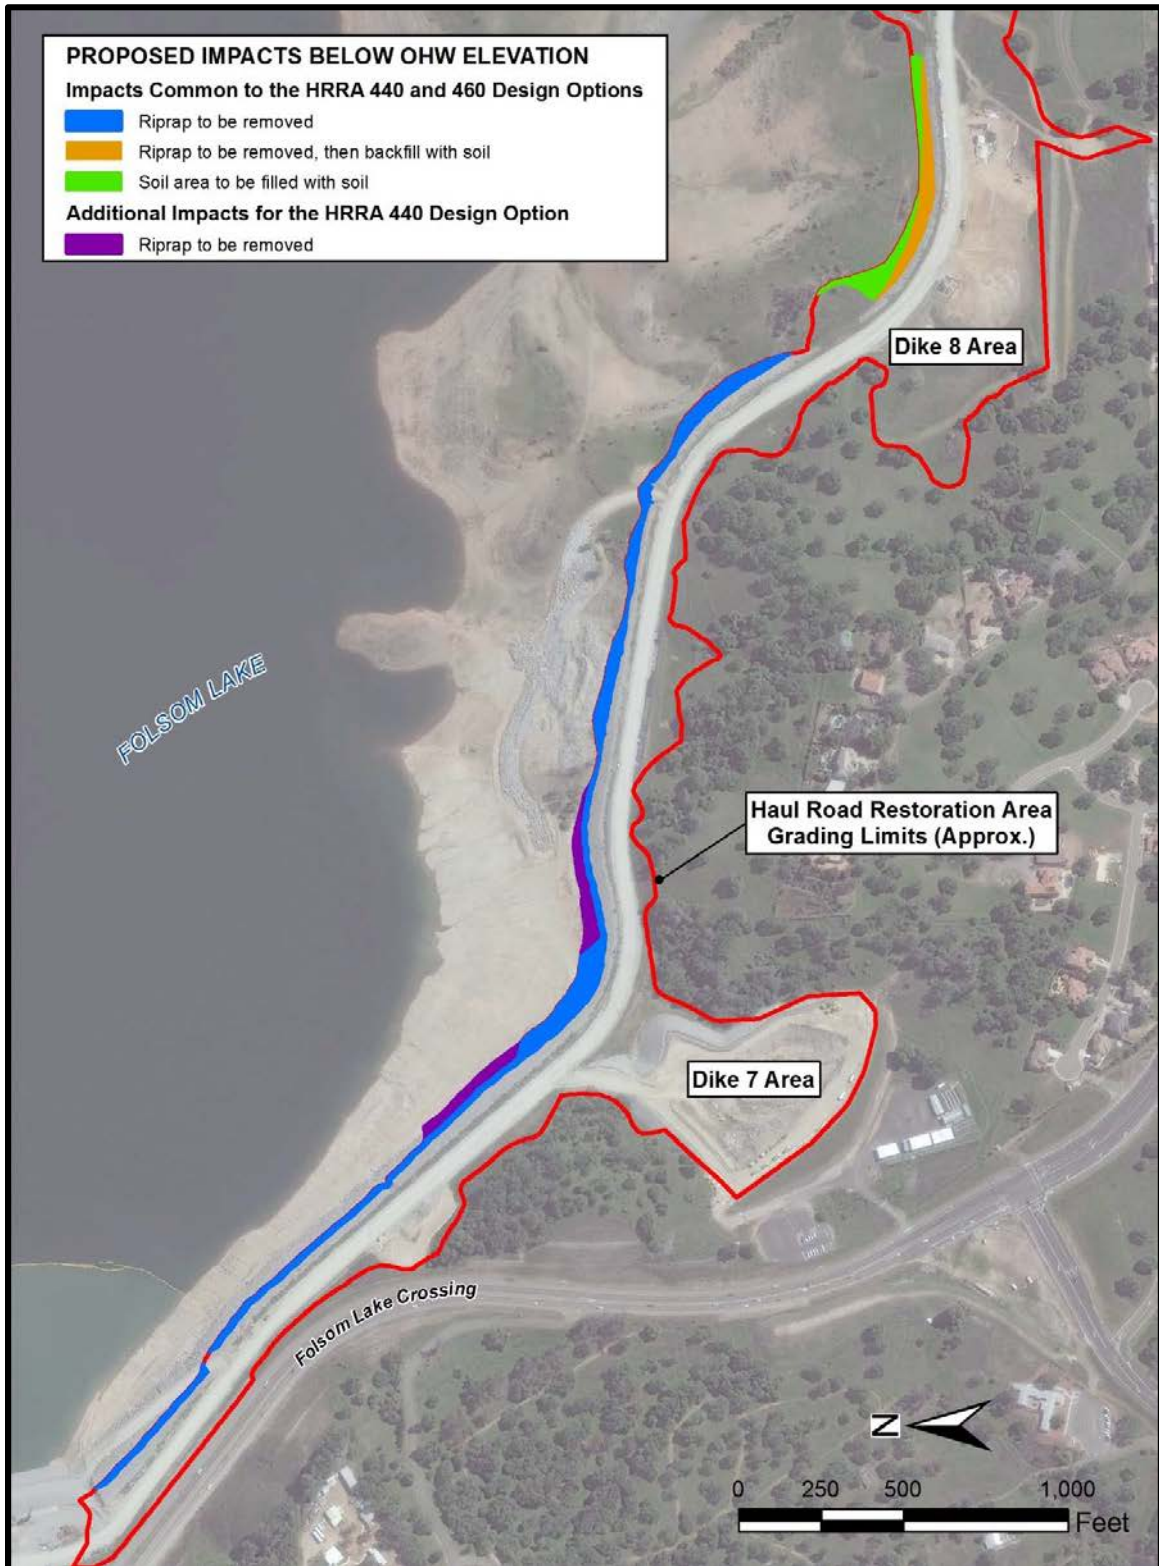 PROPOSED IMPACTS BELOW OHW ELEVATION
Impacts Common to the HRRA 440 and 460 Design Options
Riprap to be removed
Riprap to be removed, then backfill with soil
Soil area to be filled with soil
Additional Impacts for the HRRA 440 Design Option
Riprap to be removed
Dike 8 Area
FOLSOM LAKE
Haul Road Restoration Area
Grading Limits (Approx.)
Dike 7 Area
Folsom Lake Crossing
N
0 250 500 1,000
Feet